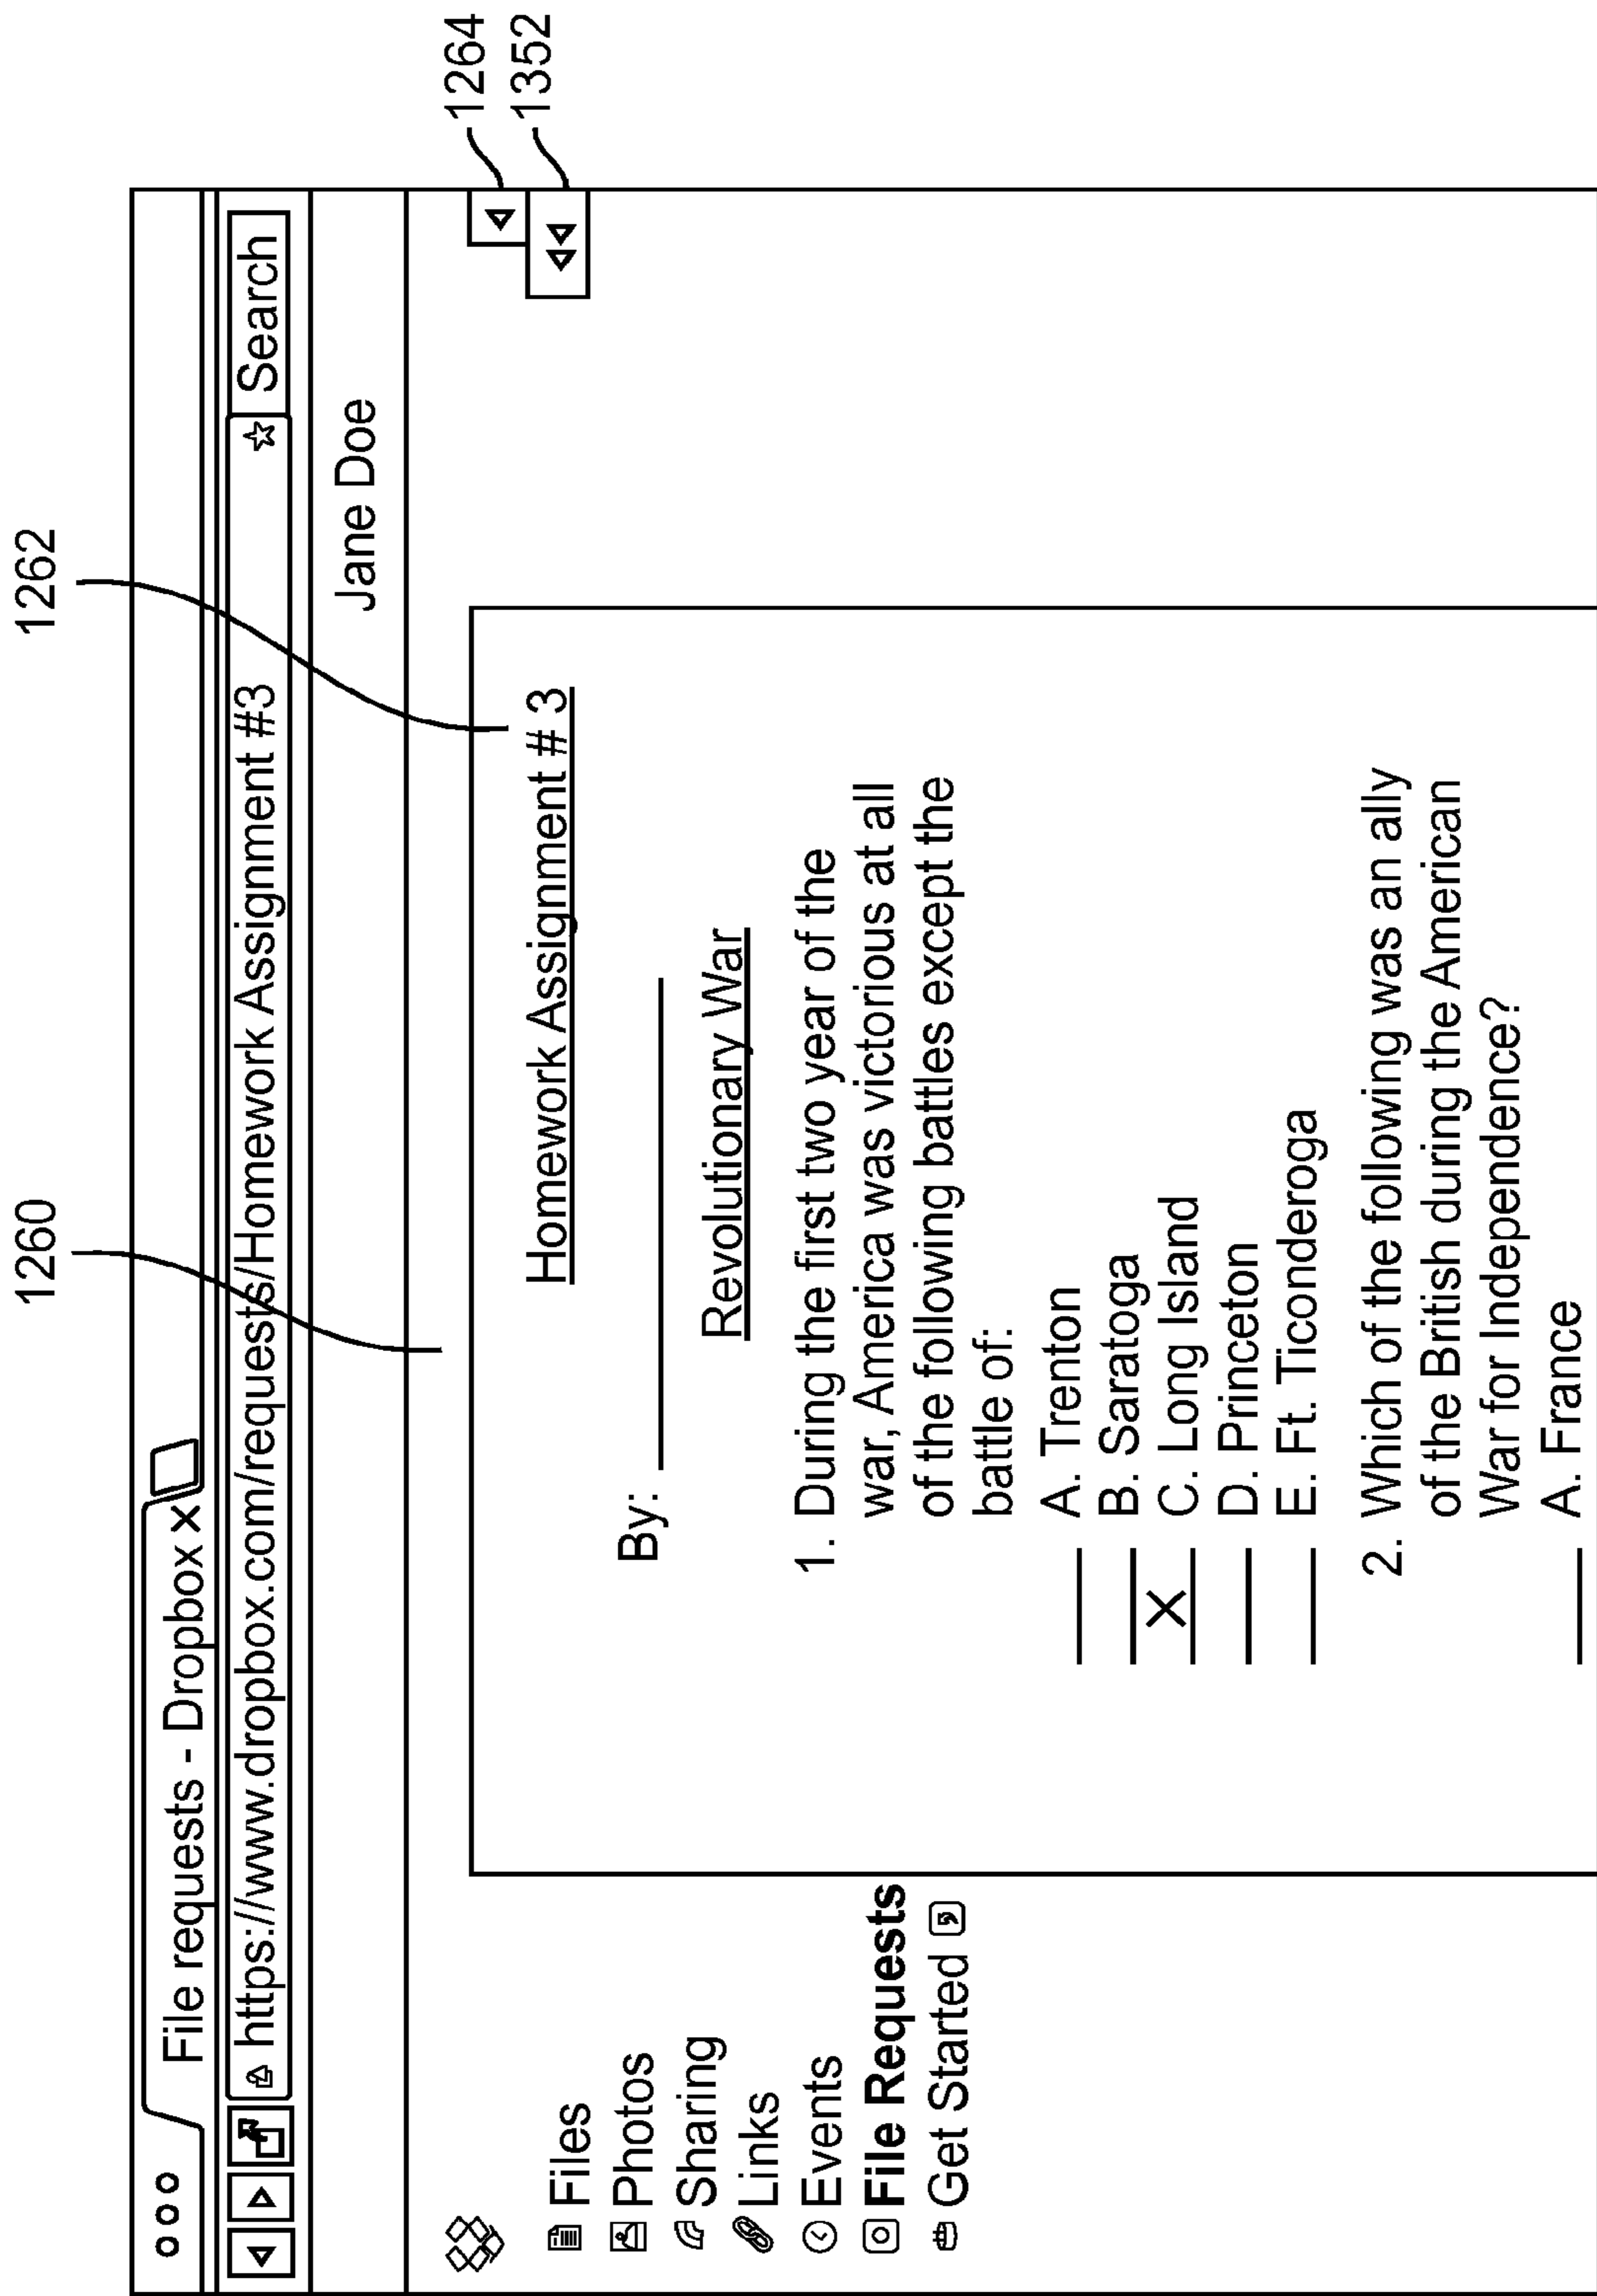 1260
1262
File requests - Dropbox X
https://www.dropbox.com/requests/Homework Assignment #3
Search
Jane Doe
1264
1352
Files
Photos
Sharing
Links
Events
File Requests
Get Started
Homework Assignment # 3
By:
Revolutionary War
1. During the first two year of the
war, America was victorious at all
of the following battles except the
battle of:
A. Trenton
B. Saratoga
X C. Long Island
D. Princeton
E. Ft. Ticonderoga
2. Which of the following was an ally
of the British during the American
War for Independence?
A. France